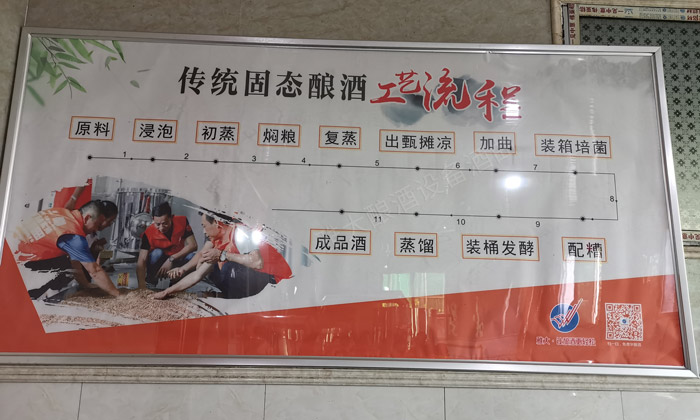 传统固态酿酒工艺流程
原料 浸泡 初蒸 焖粮 复蒸 出甑摊凉 加曲 装箱培菌
1 2 3 4 5 6 7
8
11 10 9
成品酒 蒸馏 装桶发酵 配糟